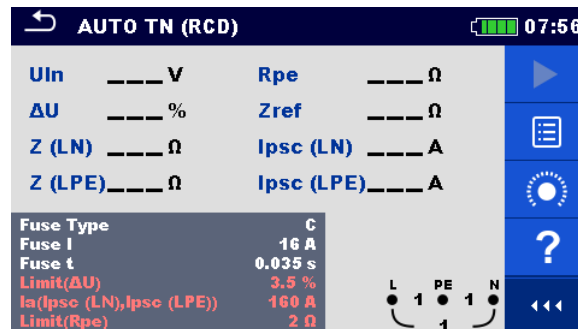 AUTO TN (RCD) 07:56
Uln ___V Rpe ___Ω
ΔU ___% Zref ___Ω
Z (LN) ___Ω Ipsc (LN) ___A
Z (LPE)___Ω Ipsc (LPE)___A
Fuse Type C
Fuse I 16 A
Fuse t 0.035 s
Limit(ΔU) 3.5 %
Ia(Ipsc (LN),Ipsc (LPE)) 160 A
Limit(Rpe) 2 Ω
L PE N
1 1
1
?